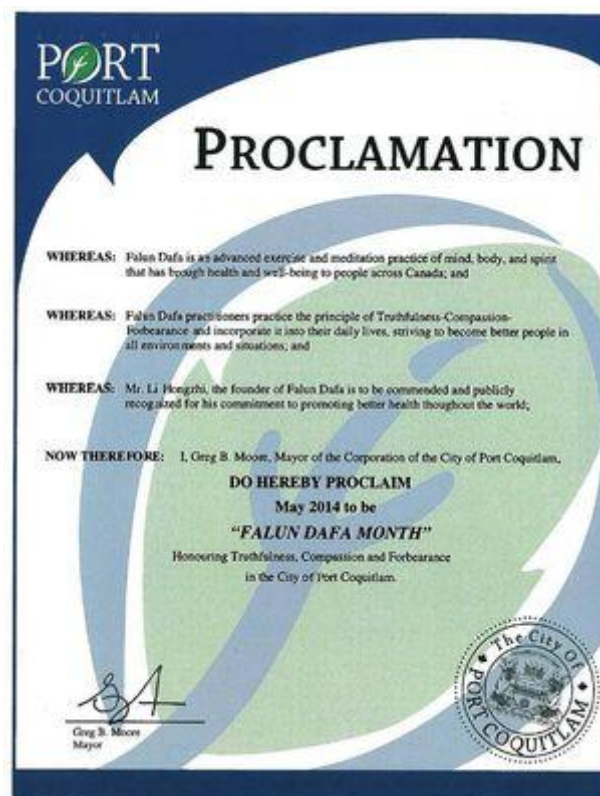 CITY OF
PORT
COQUITLAM
PROCLAMATION
WHEREAS: Falun Dafa is an advanced exercise and meditation practice of mind, body, and spirit
that has brough health and well-being to people across Canada; and
WHEREAS: Falun Dafa practitioners practice the principle of Truthfulness-Compassion-
Forbearance and incorporate it into their daily lives, striving to become better people in
all environments and situations; and
WHEREAS: Mr. Li Hongzhi, the founder of Falun Dafa is to be commended and publicly
recognized for his commitment to promoting better health thoughout the world;
NOW THEREFORE: I, Greg B. Moore, Mayor of the Corporation of the City of Port Coquitlam,
DO HEREBY PROCLAIM
May 2014 to be
"FALUN DAFA MONTH"
Honouring Truthfulness, Compassion and Forbearance
in the City of Port Coquitlam.
Greg B. Moore
Mayor
The City Of
PORT COQUITLAM